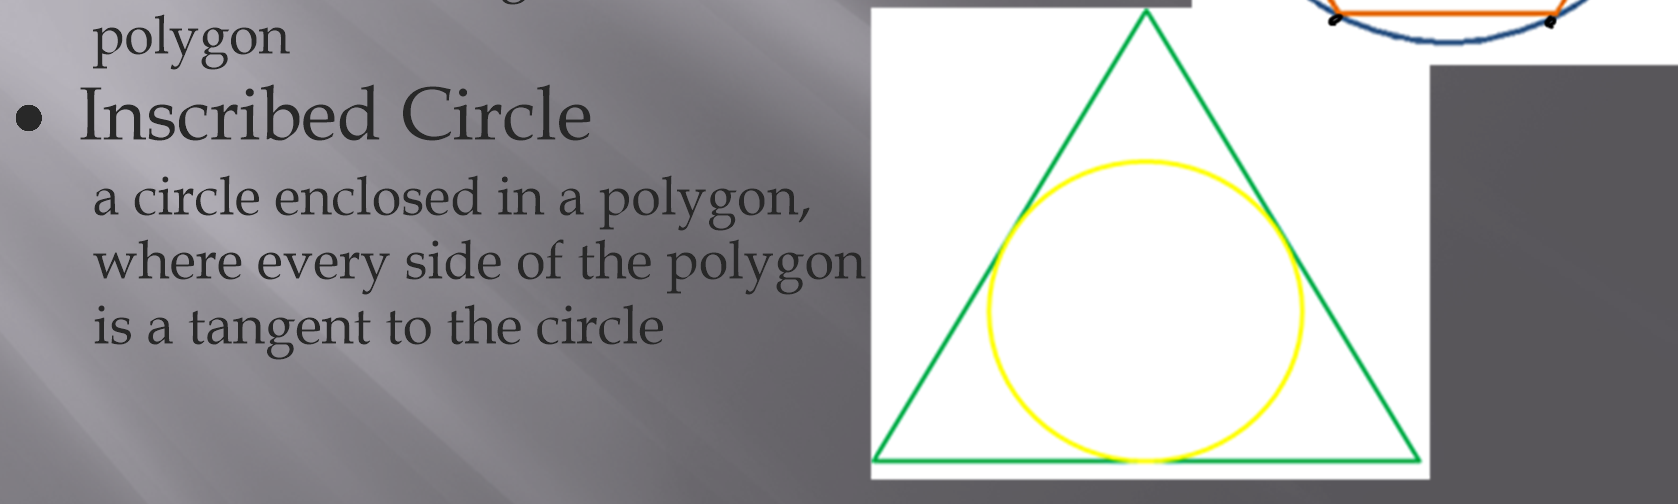 polygon
• Inscribed Circle
a circle enclosed in a polygon,
where every side of the polygon
is a tangent to the circle